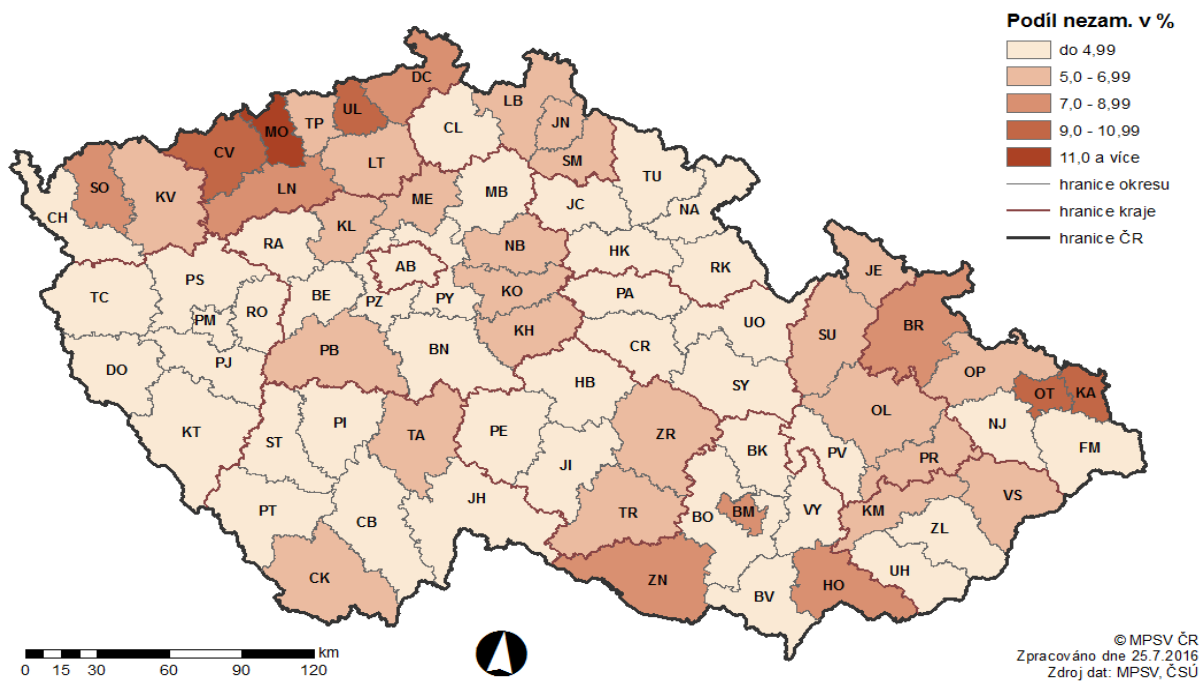 Podíl nezam. v %
do 4,99
5,0 - 6,99
7,0 - 8,99
9,0 - 10,99
11,0 a více
hranice okresu
hranice kraje
hranice ČR
DC
LB
UL
JN
TP
MO
CL
CV
LT
SM
TU
SO
LN
MB
KV
ME
JC
NA
CH
KL
RA
NB
HK
AB
RK
JE
PS
TC
BE
PZ
PY
KO
PA
RO
PM
UO
BR
KH
SU
PB
BN
CR
PJ
DO
OP
SY
HB
OT
KA
OL
PI
NJ
KT
ST
TA
PE
ZR
FM
BK
PV
PR
JI
VS
JH
PT
TR
BO
BM
VY
KM
CB
ZL
UH
CK
ZN
HO
BV
km
0 15 30 60 90 120
© MPSV ČR
Zpracováno dne 25.7.2016
Zdroj dat: MPSV, ČSÚ